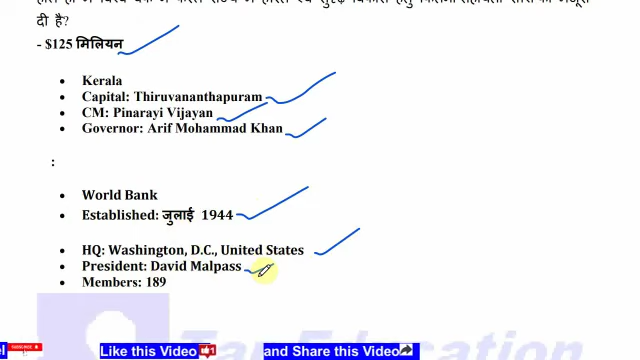 दी है?
- $125 मिलियन
Kerala
Capital: Thiruvananthapuram
CM: Pinarayi Vijayan
Governor: Arif Mohammad Khan
:
World Bank
Established: जुलाई 1944
HQ: Washington, D.C., United States
President: David Malpass
Members: 189
Education
Like this Video
and Share this Video